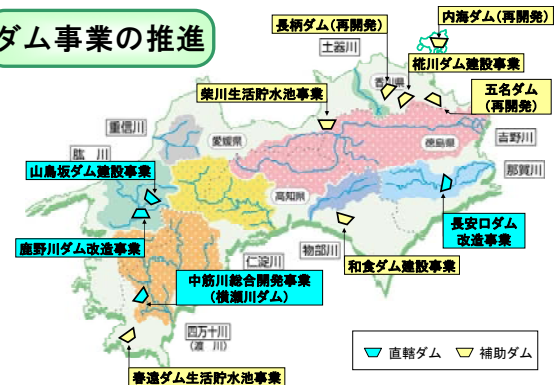 ダム事業の推進
長柄ダム(再開発)
内海ダム(再開発)
土器川
香川県
椛川ダム建設事業
柴川生活貯水池事業
五名ダム
(再開発)
重信川
愛媛県
徳島県
吉野川
肱 川
那賀川
山鳥坂ダム建設事業
高知県
長安口ダム
改造事業
鹿野川ダム改造事業
物部川
仁淀川
和食ダム建設事業
中筋川総合開発事業
(横瀬川ダム)
四万十川
(渡 川)
直轄ダム
補助ダム
春遠ダム生活貯水池事業